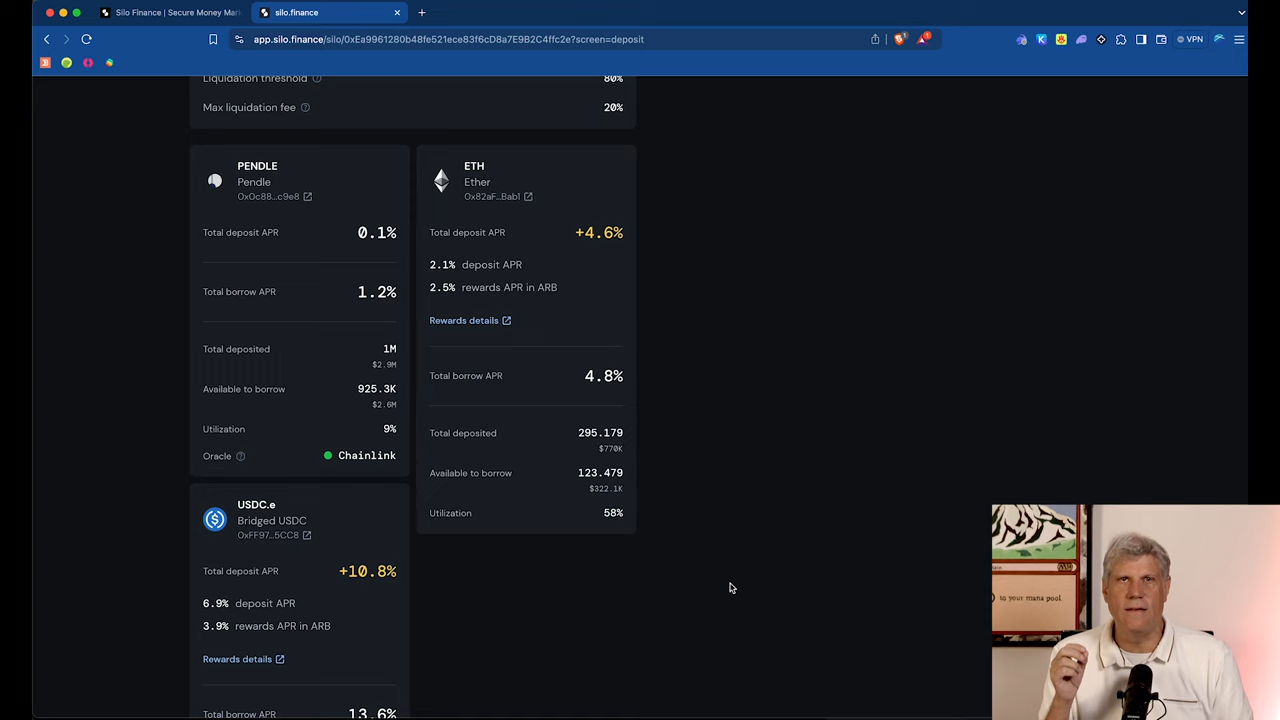 Silo Finance | Secure Money Mark
silo.finance
app.silo.finance/silo/0xEa9961280b48fe521ece83f6cD8a7E9B2C4ffc2e?screen=deposit
VPN
Liquidation threshold 80%
Max liquidation fee 20%
PENDLE
Pendle
0x0c88...c9e8
Total deposit APR 0.1%
Total borrow APR 1.2%
Total deposited 1M
$2.9M
Available to borrow 925.3K
$2.6M
Utilization 9%
Oracle Chainlink
ETH
Ether
0x82aF...Bab1
Total deposit APR +4.6%
2.1% deposit APR
2.5% rewards APR in ARB
Rewards details
Total borrow APR 4.8%
Total deposited 295.179
$770K
Available to borrow 123.479
$322.1K
Utilization 58%
USDC.e
Bridged USDC
0xFF97...5CC8
Total deposit APR +10.8%
6.9% deposit APR
3.9% rewards APR in ARB
Rewards details
Total borrow APR 13.6%
to your mana pool.